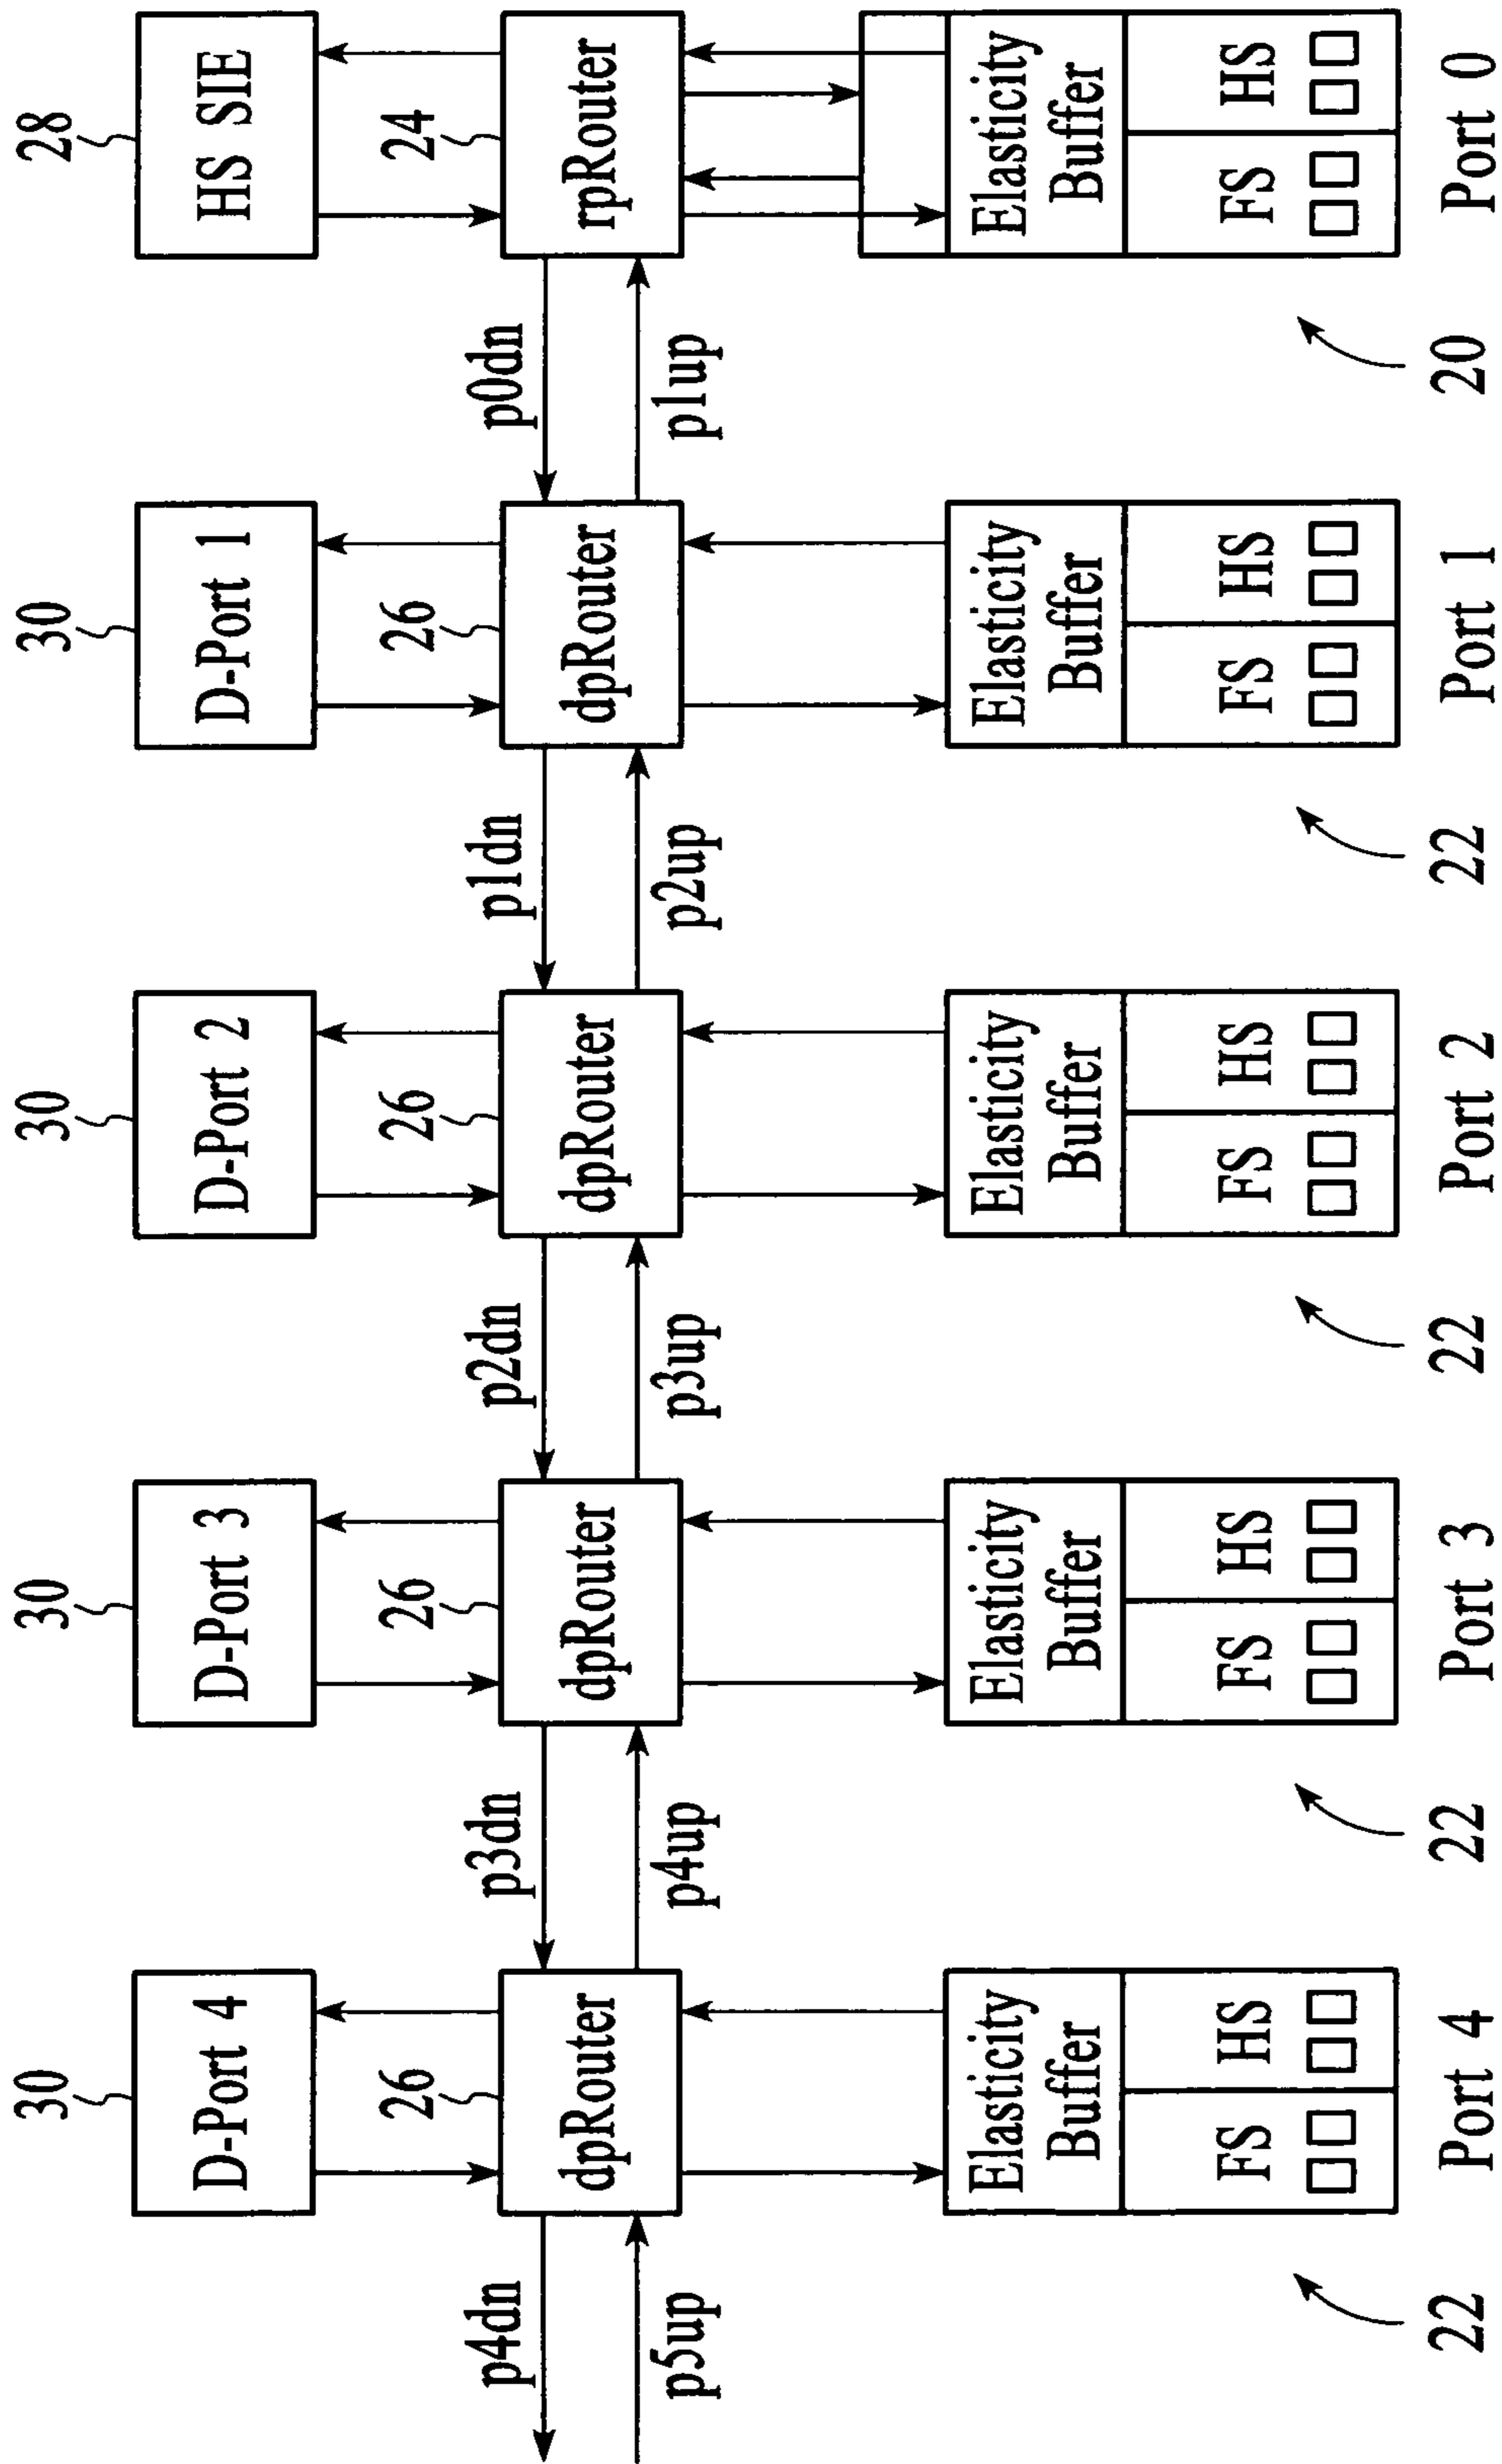 30
30
30
30
28
D-Port 4
D-Port 3
D-Port 2
D-Port 1
HS SIE
26
26
26
26
24
p4dn
p3dn
p2dn
p1dn
p0dn
dpRouter
dpRouter
dpRouter
dpRouter
rpRouter
p5up
p4up
p3up
p2up
p1up
Elasticity
Buffer
Elasticity
Buffer
Elasticity
Buffer
Elasticity
Buffer
Elasticity
Buffer
FS HS
FS HS
FS HS
FS HS
FS HS
22
Port 4
22
Port 3
22
Port 2
22
Port 1
20
Port 0